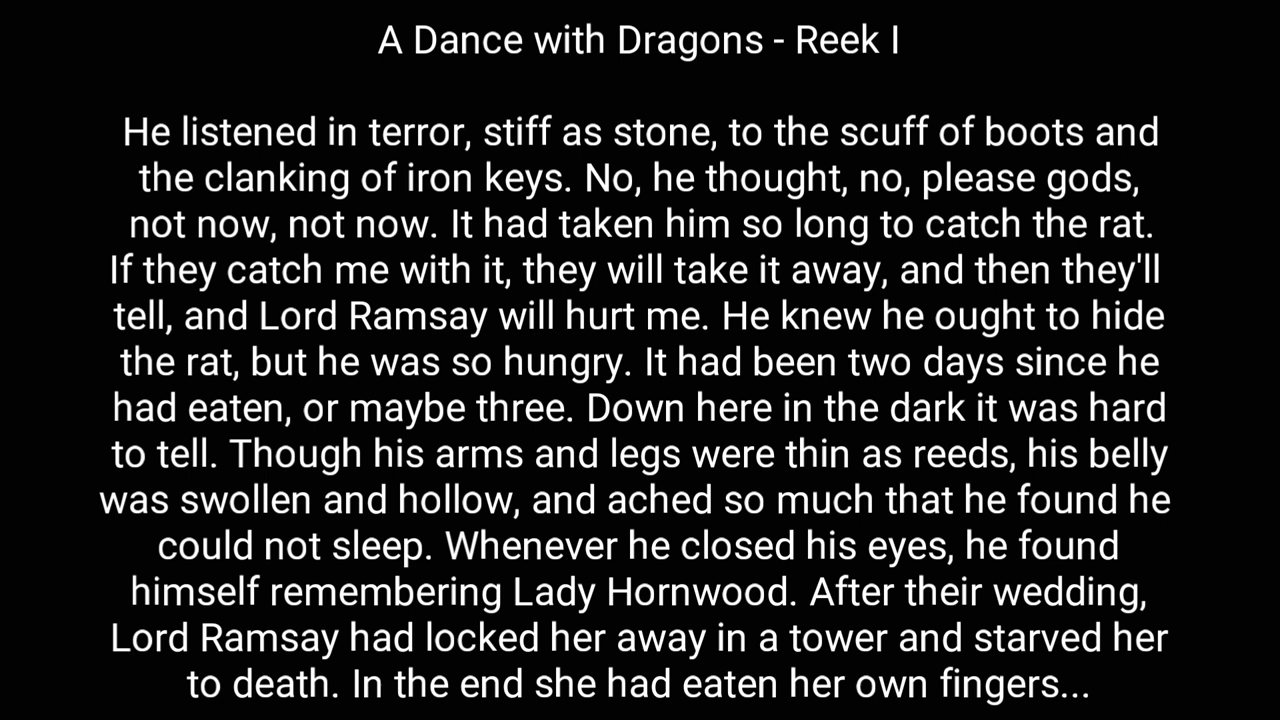 A Dance with Dragons - Reek I
He listened in terror, stiff as stone, to the scuff of boots and
the clanking of iron keys. No, he thought, no, please gods,
not now, not now. It had taken him so long to catch the rat.
If they catch me with it, they will take it away, and then they'll
tell, and Lord Ramsay will hurt me. He knew he ought to hide
the rat, but he was so hungry. It had been two days since he
had eaten, or maybe three. Down here in the dark it was hard
to tell. Though his arms and legs were thin as reeds, his belly
was swollen and hollow, and ached so much that he found he
could not sleep. Whenever he closed his eyes, he found
himself remembering Lady Hornwood. After their wedding,
Lord Ramsay had locked her away in a tower and starved her
to death. In the end she had eaten her own fingers...